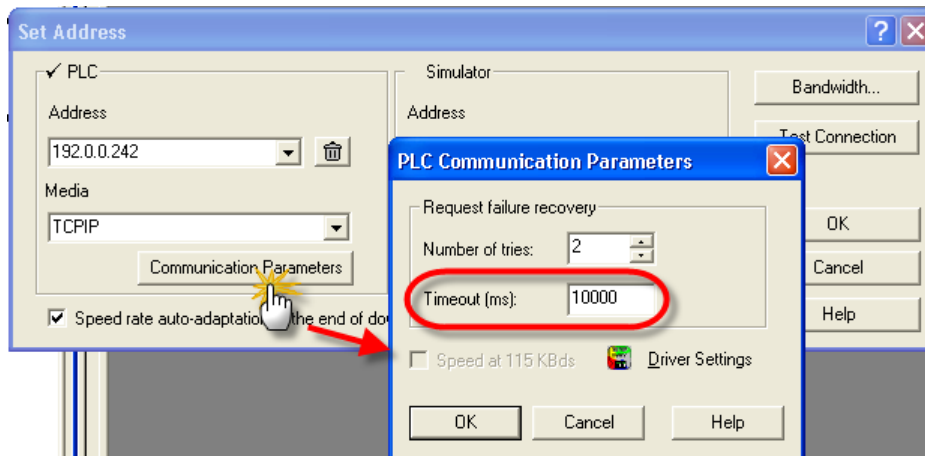 Set Address
PLC
Address
192.0.0.242
Media
TCPIP
Communication Parameters
Speed rate auto-adaptation the end of
Simulator
Address
Bandwidth...
Connection
OK
Cancel
Help
PLC Communication Parameters
Request failure recovery
Number of tries: 2
Timeout (ms): 10000
Speed at 115 KBds
Driver Settings
OK
Cancel
Help